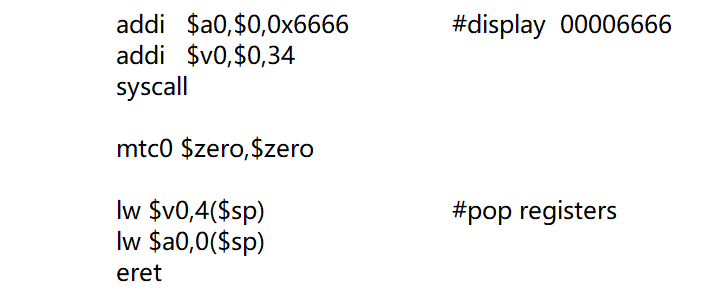 addi $a0,$0,0x6666 #display 00006666
addi $v0,$0,34
syscall
mtc0 $zero,$zero
lw $v0,4($sp) #pop registers
lw $a0,0($sp)
eret